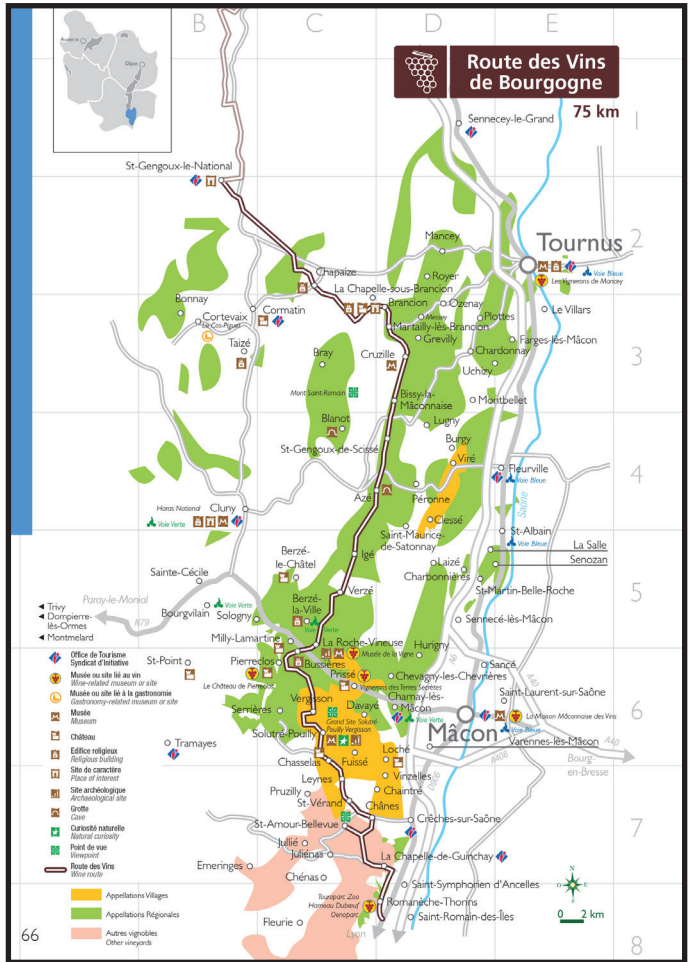 B
C
D
E
Auxerre
Dijon
Route des Vins
de Bourgogne
75 km
1
Sennecey-le-Grand
St-Gengoux-le-National
2
Mancey
Tournus
Royer
Voie Bleue
Les Vignerons de Mancey
Chapaize
La Chapelle-sous-Brancion
Brancion
Ozenay
Bonnay
Cormatin
Cortevaix
Le Cos-Piguet
Messey
Plottes
Le Villars
Martailly-lès-Brancion
Grevilly
Farges-lès-Mâcon
Taizé
Bray
Cruzille
Chardonnay
3
Uchizy
Mont Saint-Romain
Bissy-la-
Mâconnaise
Montbellet
Blanot
Lugny
Burgy
St-Gengoux-de-Scissé
Viré
Fleurville
4
Voie Bleue
Azé
Péronne
Saône
Haras National
Cluny
Voie Verte
Clessé
Saint-Maurice-
de-Satonnay
St-Albain
Voie Bleue
La Salle
Igé
Berzé-
le-Châtel
Laizé
Senozan
Sainte-Cécile
Charbonnières
5
Verzé
St-Martin-Belle-Roche
Paray-le-Monial
Trivy
Dompierre-
lès-Ormes
Montmelard
N79
Bourgvilain
Voie Verte
Sologny
Berzé-
la-Ville
Voie Verte
Sennecé-lès-Mâcon
Milly-Lamartine
La Roche-Vineuse
Musée de la Vigne
Hurigny
A6
Sancé
Office de Tourisme
Syndicat d'Initiative
St-Point
Pierreclos
Bussières
Prissé
Vignerons des Terres Secrètes
Chevagny-les-Chevrières
Musée ou site lié au vin
Wine-related museum or site
Le Château de Pierreclos
Charnay-lès-
Mâcon
Saint-Laurent-sur-Saône
Musée ou site lié à la gastronomie
Gastronomy-related museum or site
Vergisson
Serrières
Davayé
Voie Verte
Mâcon
La Maison Mâconnaise des Vins
6
Voie Bleue
Musée
Museum
Grand Site Solutré
Pouilly Vergisson
Château
Solutré-Pouilly
Tramayes
Varennes-lès-Mâcon
A40
Edifice religieux
Religious building
Loché
Fuissé
Bourg-
en-Bresse
A406
D906
Site de caractère
Place of interest
Chasselas
Vinzelles
Leynes
Chaintré
Site archéologique
Archaeological site
Pruzilly
St-Vérand
Chânes
Grotte
Cave
Crêches-sur-Saône
Curiosité naturelle
Natural curiosity
St-Amour-Bellevue
7
Jullié
Juliénas
Point de vue
Viewpoint
La Chapelle-de-Guinchay
Route des Vins
Wine route
Emeringes
Chénas
Saint-Symphorien d'Ancelles
N
Appellations Villages
Touroparc Zoo
Hameau Dubœuf
Oenoparc
Romanèche-Thorins
Appellations Régionales
Fleurie
Saint-Romain-des-Îles
0 2 km
Autres vignobles
Other vineyards
Lyon
66
8